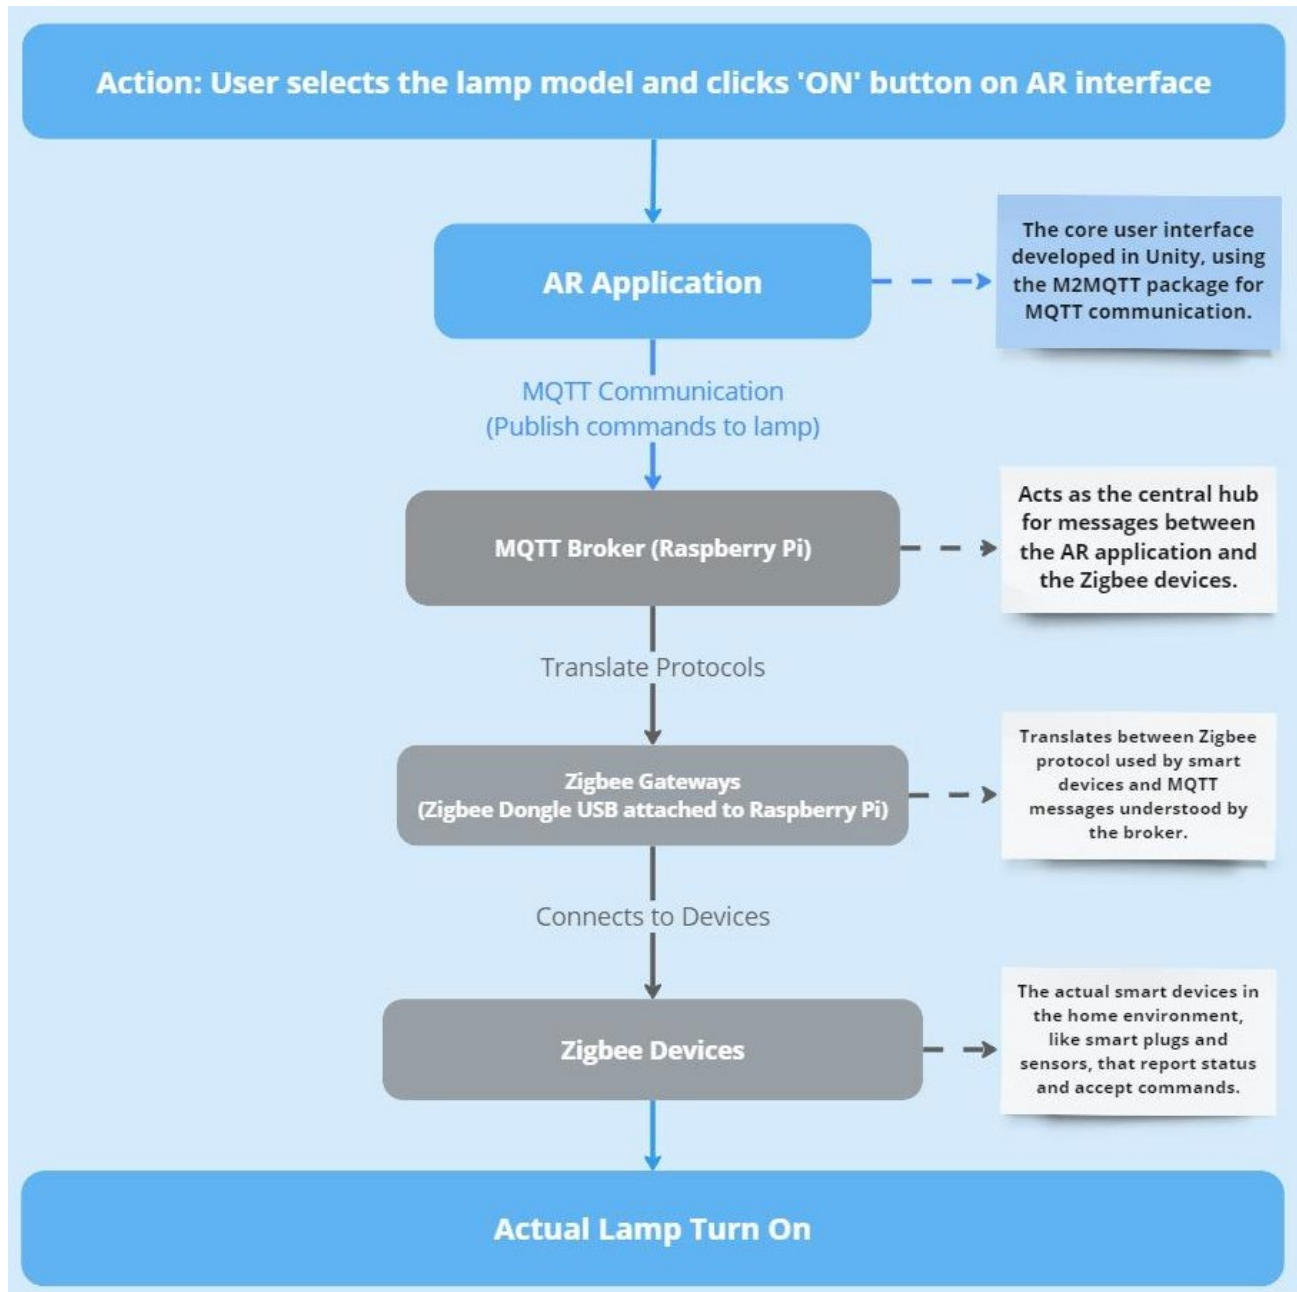 Action: User selects the lamp model and clicks 'ON' button on AR interface
AR Application
The core user interface
developed in Unity, using
the M2MQTT package for
MQTT communication.
MQTT Communication
(Publish commands to lamp)
MQTT Broker (Raspberry Pi)
Acts as the central hub
for messages between
the AR application and
the Zigbee devices.
Translate Protocols
Zigbee Gateways
(Zigbee Dongle USB attached to Raspberry Pi)
Translates between Zigbee
protocol used by smart
devices and MQTT
messages understood by
the broker.
Connects to Devices
Zigbee Devices
The actual smart devices in
the home environment,
like smart plugs and
sensors, that report status
and accept commands.
Actual Lamp Turn On